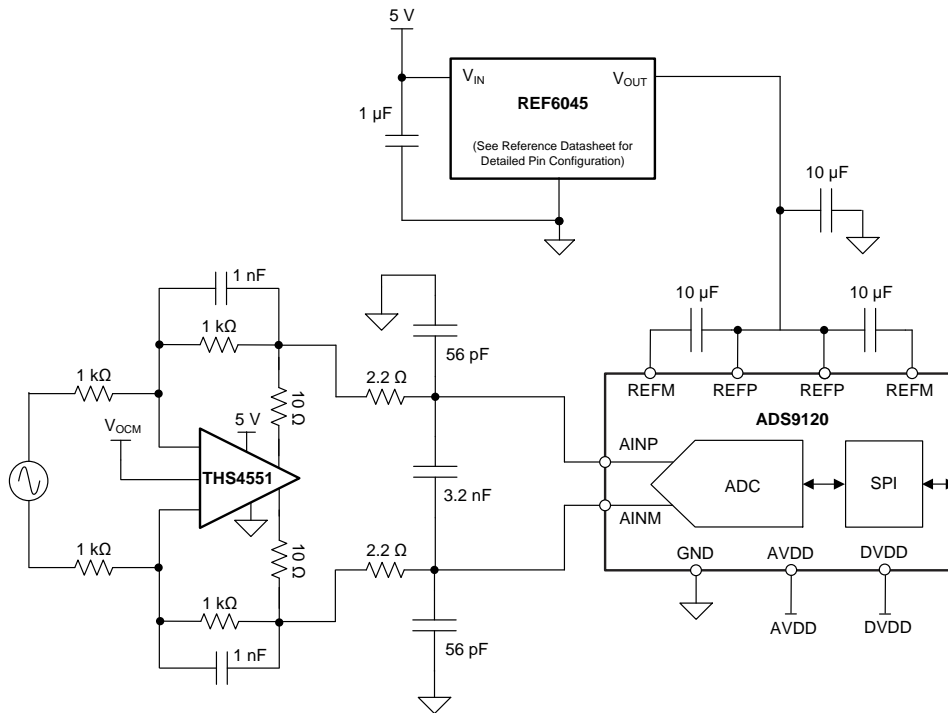 5 V
V_IN
V_OUT
REF6045
1 µF
(See Reference Datasheet for
Detailed Pin Configuration)
10 µF
1 nF
10 µF
10 µF
1 kΩ
56 pF
1 kΩ
2.2 Ω
REFM
REFP
REFP
REFM
10 Ω
ADS9120
V_OCM
5 V
AINP
THS4551
3.2 nF
ADC
SPI
AINM
1 kΩ
2.2 Ω
10 Ω
GND
AVDD
DVDD
1 kΩ
AVDD
DVDD
1 nF
56 pF